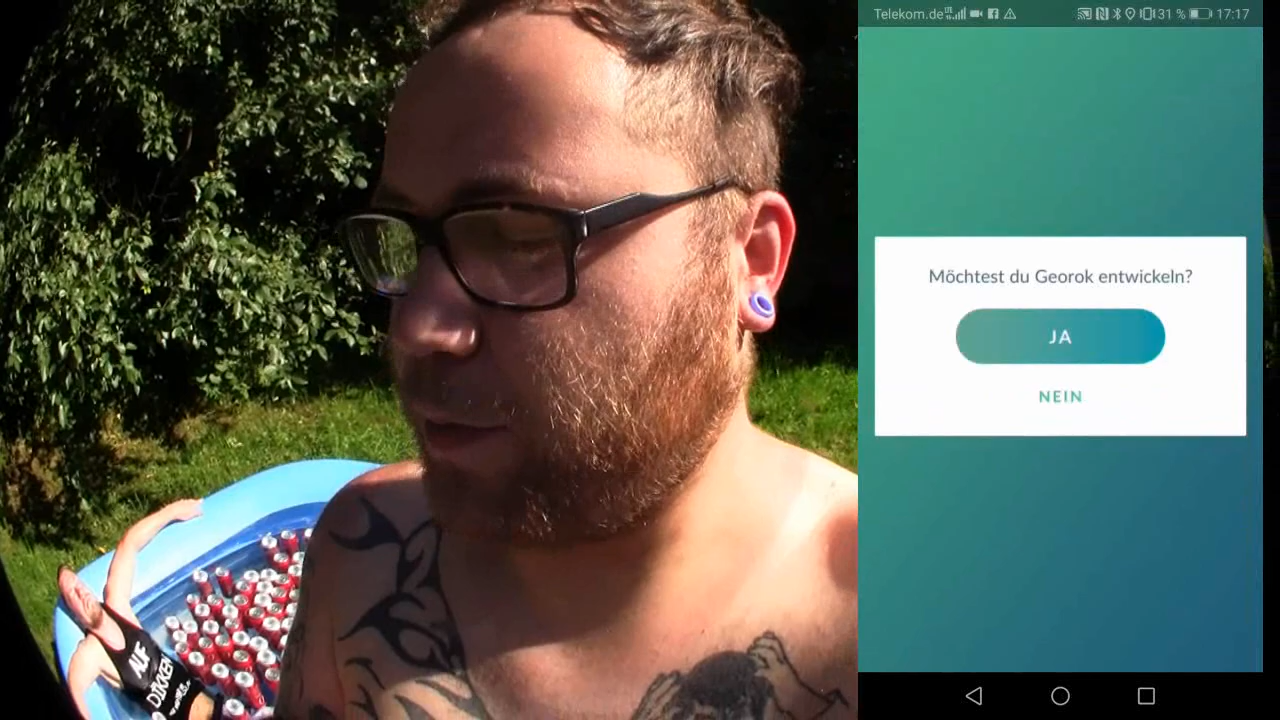 Telekom.de
31 %
17:17
Möchtest du Georok entwickeln?
JA
NEIN
AUF
DIKKEN